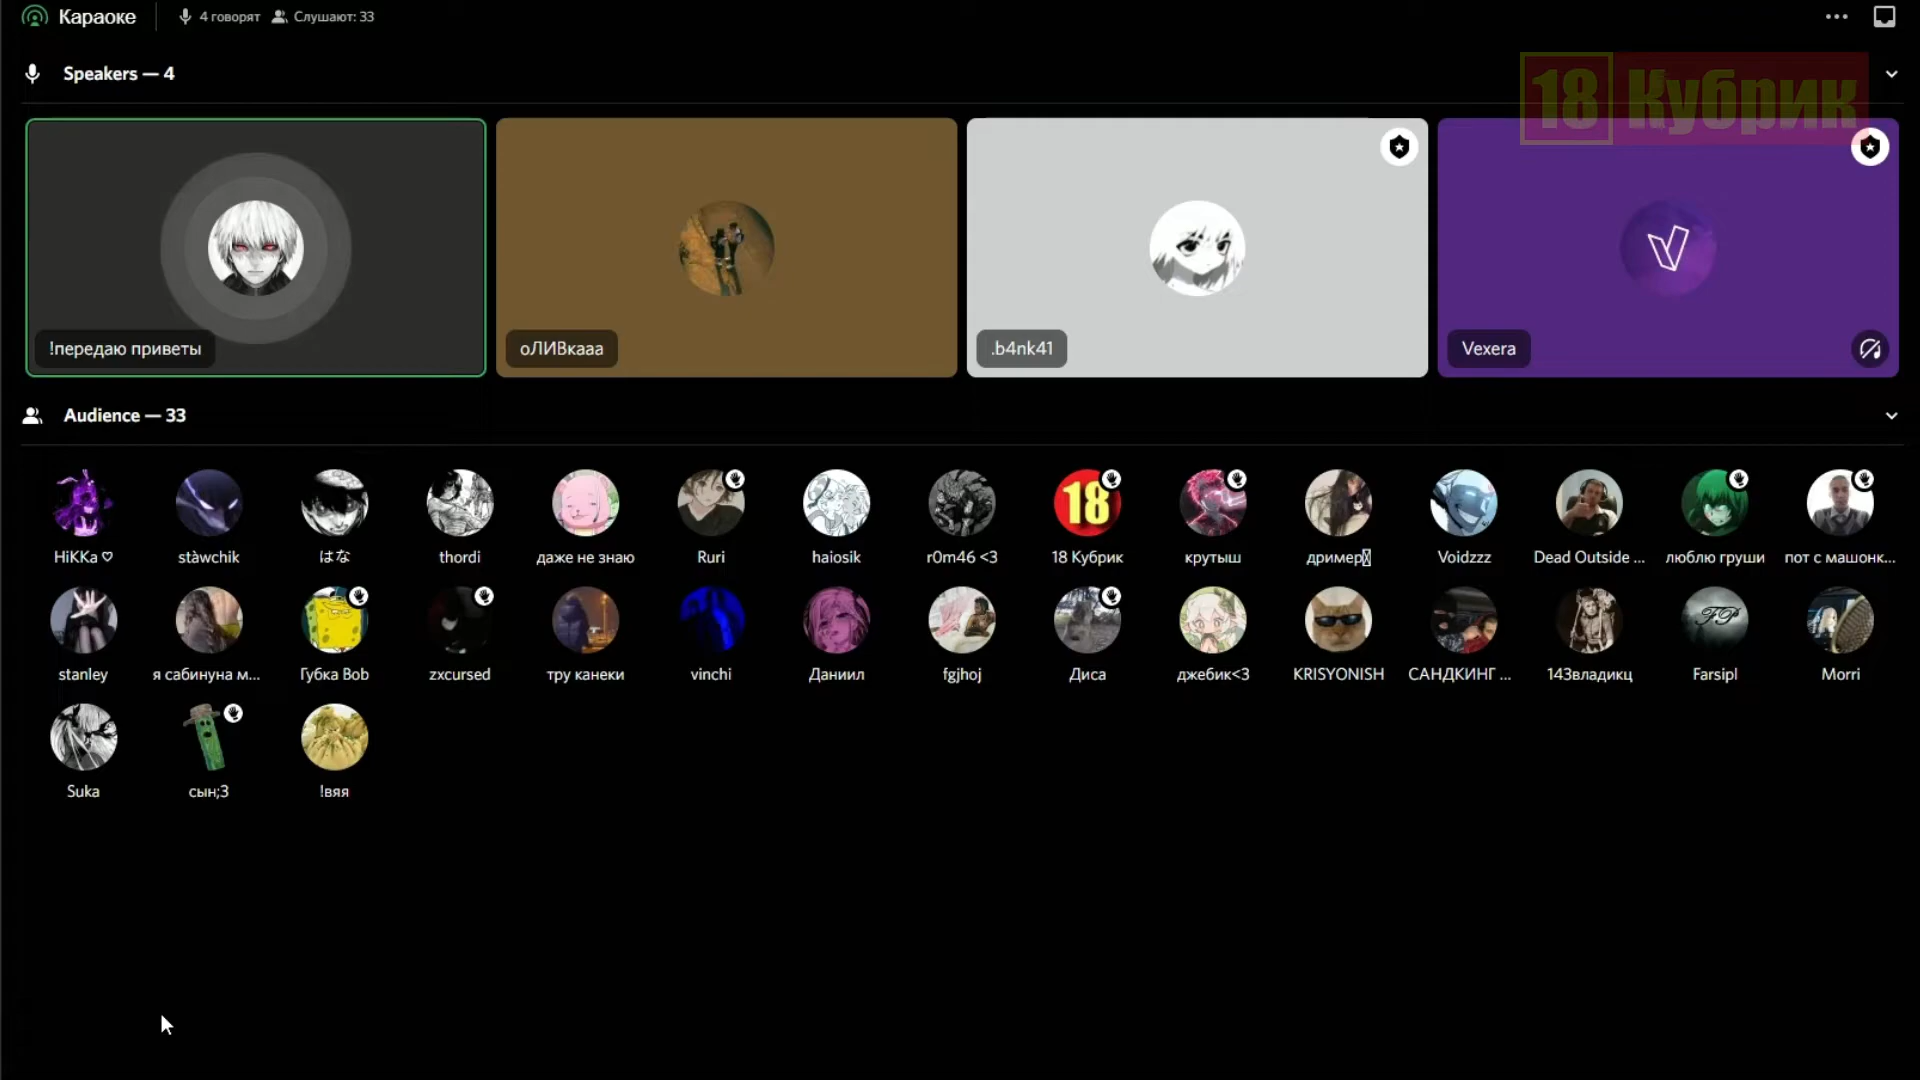 Караоке
4 говорят
Слушают: 33
18 Кубрик
Speakers — 4
!передаю приветы
оЛИВкааа
.b4nk41
Vexera
Audience — 33
18
HiKKa ♡
stàwchik
はな
thordi
даже не знаю
Ruri
haiosik
r0m46 <3
18 Кубрик
крутыш
дример
Voidzzz
Dead Outside ...
люблю груши
пот с машонк...
FP
stanley
я сабинуна м...
Губка Bob
zxcursed
тру канеки
vinchi
Даниил
fgjhoj
Диса
джебик<3
KRISYONISH
САНДКИНГ ...
143владикц
Farsipl
Morri
Suka
сын;3
!вяя